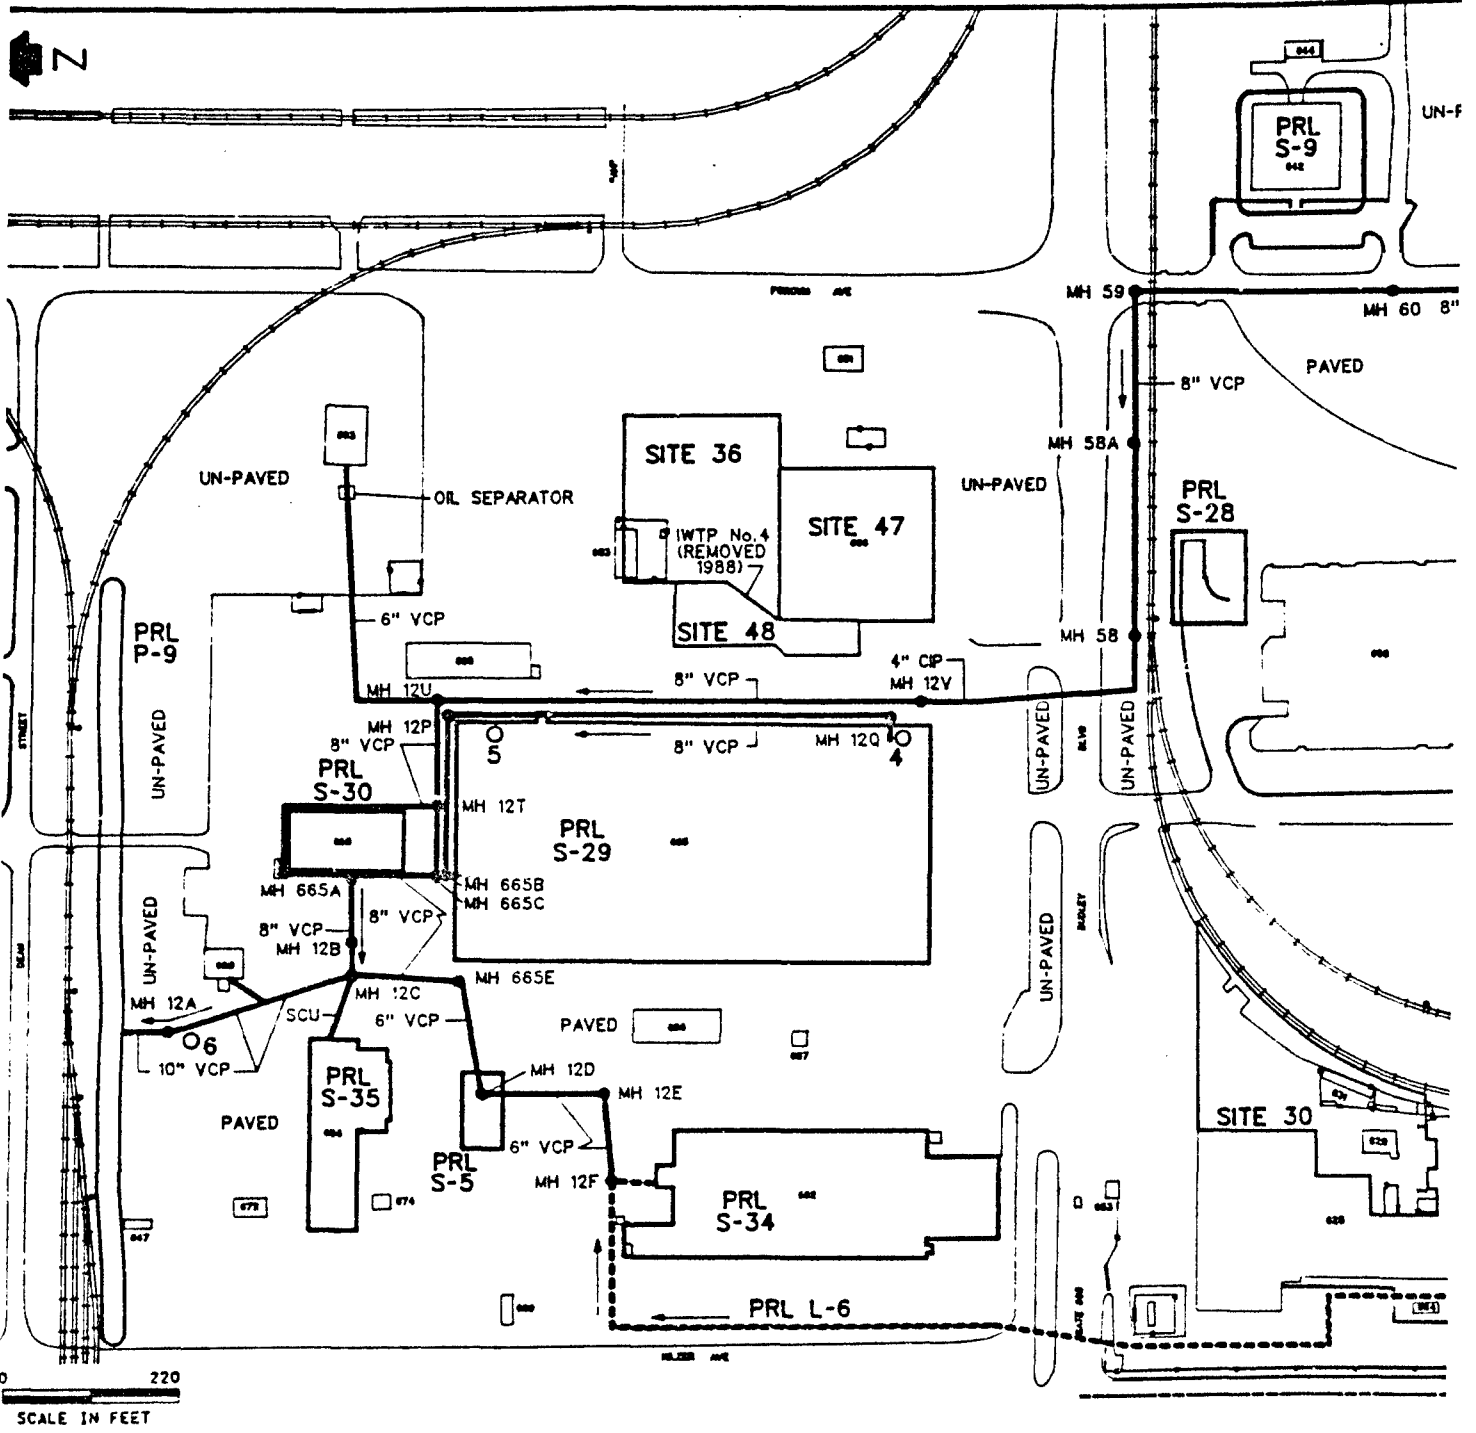 Z
PRL
S-9
MH 59
MH 60 8"
PAVED
8" VCP
MH 58A
UN-PAVED
OIL SEPARATOR
SITE 36
SITE 47
UN-PAVED
PRL
S-28
IWTP No.4
(REMOVED
1988)
6" VCP
SITE 48
MH 58
PRL
P-9
4" CIP
8" VCP
MH 12V
MH 12U
MH 12P
8" VCP
8" VCP
MH 12Q
5
4
UN-PAVED
UN-PAVED
UN-PAVED
STREET
BLVD
PRL
S-30
MH 12T
PRL
S-29
MH 665A
MH 665B
MH 665C
8" VCP
8" VCP
MH 12B
UN-PAVED
UN-PAVED
DEAN
DUDLEY
MH 12C
MH 665E
MH 12A
SCU
6" VCP
PAVED
6
10" VCP
MH 12D
MH 12E
PRL
S-35
PAVED
6" VCP
SITE 30
PRL
S-5
MH 12F
PRL
S-34
PRL L-6
0 220
SCALE IN FEET